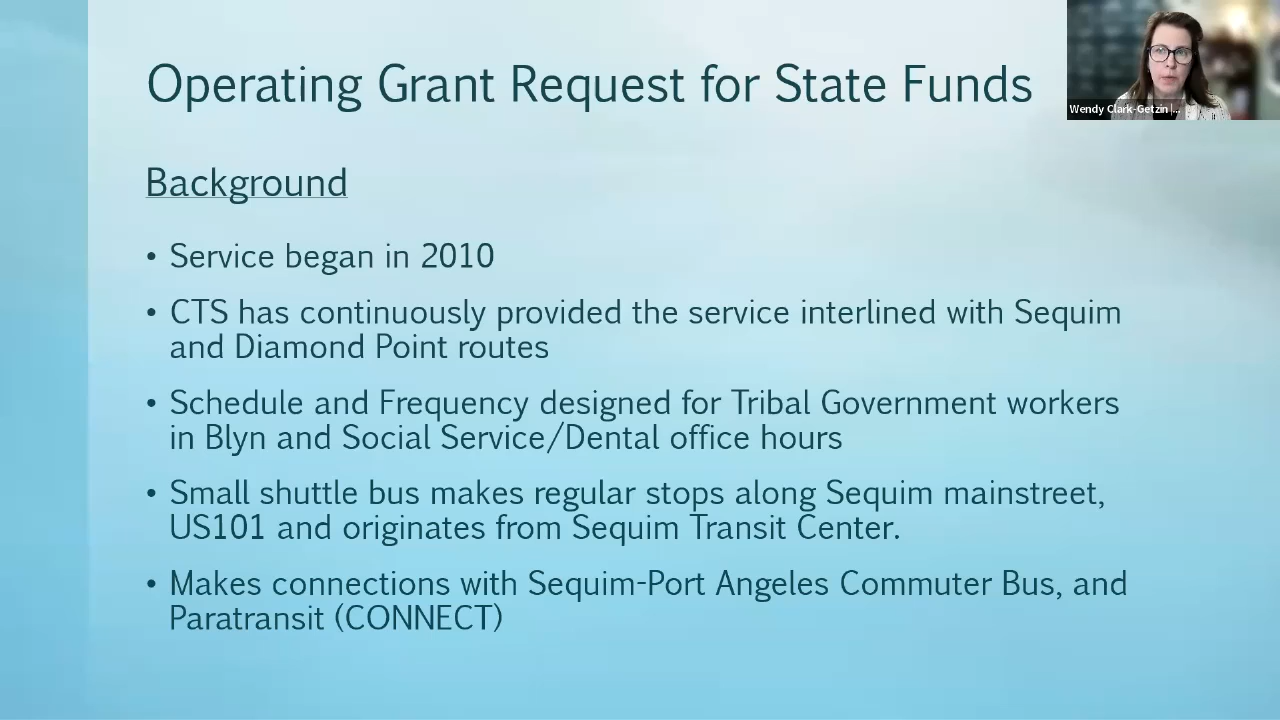 Operating Grant Request for State Funds
Wendy Clark-Getzin |...
Background
• Service began in 2010
• CTS has continuously provided the service interlined with Sequim
and Diamond Point routes
• Schedule and Frequency designed for Tribal Government workers
in Blyn and Social Service/Dental office hours
• Small shuttle bus makes regular stops along Sequim mainstreet,
US101 and originates from Sequim Transit Center.
• Makes connections with Sequim-Port Angeles Commuter Bus, and
Paratransit (CONNECT)